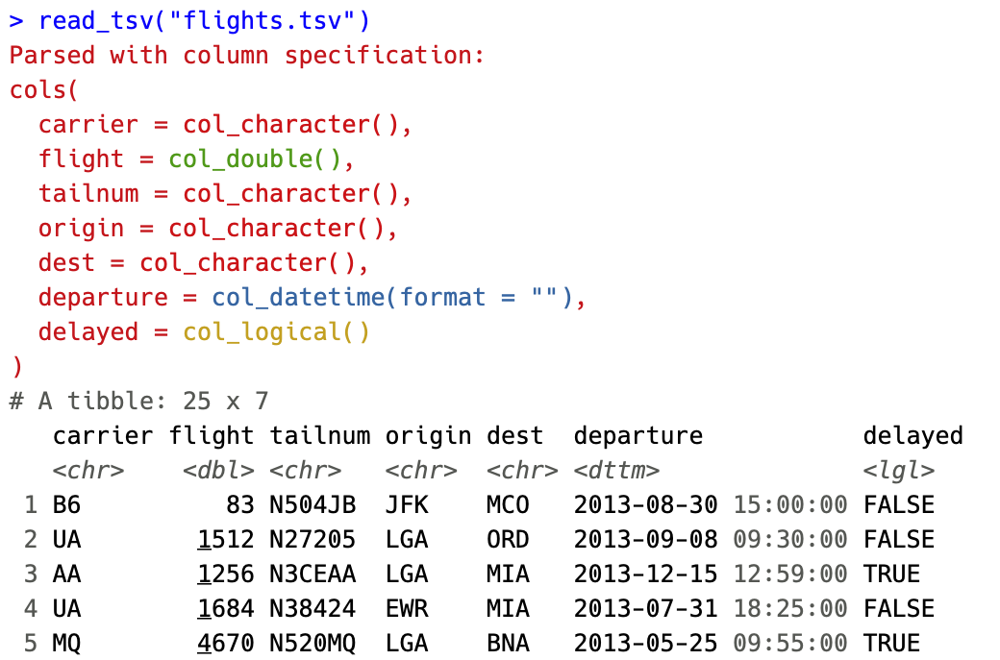 > read_tsv("flights.tsv")
Parsed with column specification:
cols(
  carrier = col_character(),
  flight = col_double(),
  tailnum = col_character(),
  origin = col_character(),
  dest = col_character(),
  departure = col_datetime(format = ""),
  delayed = col_logical()
)
# A tibble: 25 x 7
   carrier flight tailnum origin dest  departure           delayed
   <chr>    <dbl> <chr>   <chr>  <chr> <dttm>              <lgl>
 1 B6          83 N504JB  JFK    MCO   2013-08-30 15:00:00 FALSE
 2 UA        1512 N27205  LGA    ORD   2013-09-08 09:30:00 FALSE
 3 AA        1256 N3CEAA  LGA    MIA   2013-12-15 12:59:00 TRUE
 4 UA        1684 N38424  EWR    MIA   2013-07-31 18:25:00 FALSE
 5 MQ        4670 N520MQ  LGA    BNA   2013-05-25 09:55:00 TRUE